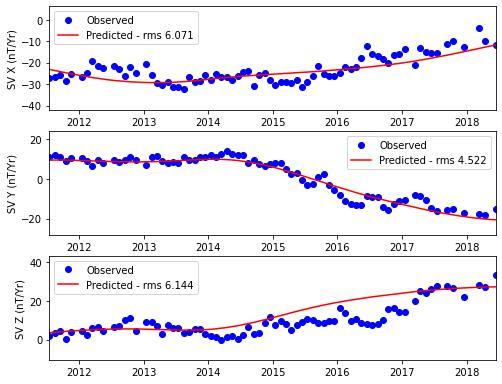 SV X (nT/Yr)
0
−10
−20
−30
−40
Observed
Predicted - rms 6.071
2012 2013 2014 2015 2016 2017 2018
SV Y (nT/Yr)
20
0
−20
Observed
Predicted - rms 4.522
2012 2013 2014 2015 2016 2017 2018
SV Z (nT/Yr)
40
20
0
Observed
Predicted - rms 6.144
2012 2013 2014 2015 2016 2017 2018